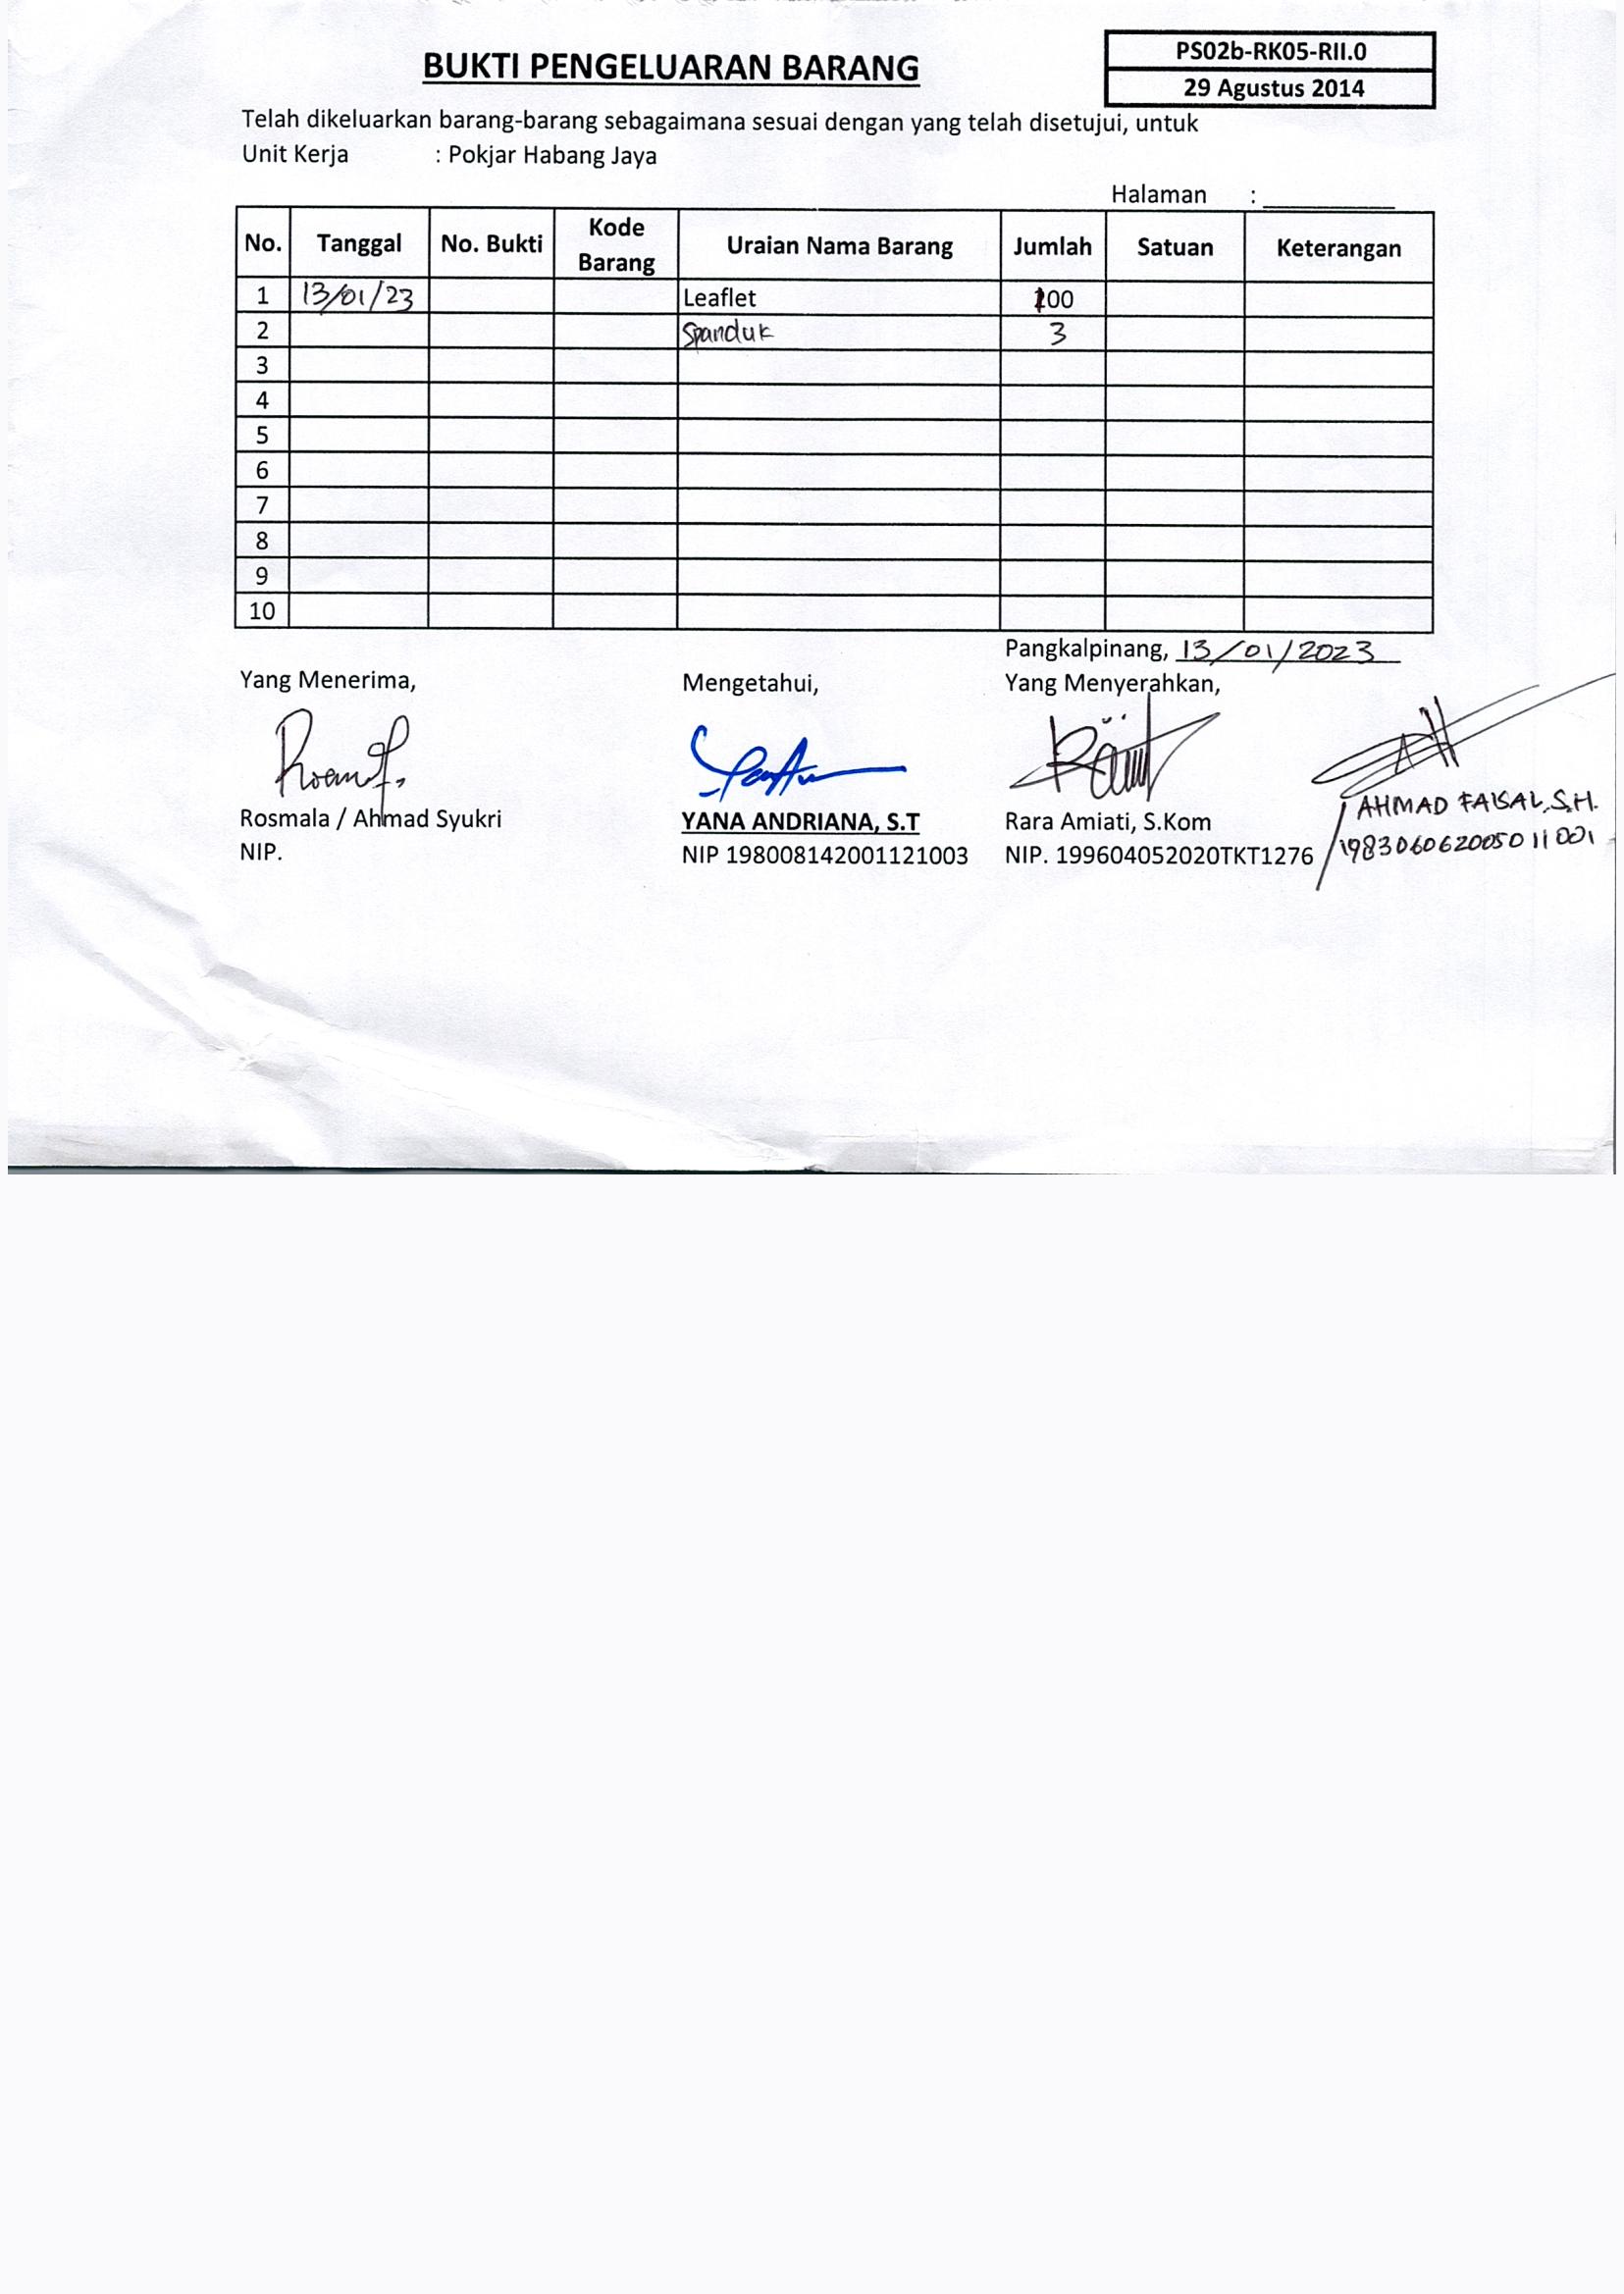 BUKTI PENGELUARAN BARANG
PS02b-RK05-RII.0
29 Agustus 2014
Telah dikeluarkan barang-barang sebagaimana sesuai dengan yang telah disetujui, untuk
Unit Kerja : Pokjar Habang Jaya
Halaman :
No. Tanggal No. Bukti Kode Barang Uraian Nama Barang Jumlah Satuan Keterangan
1 13/01/23 Leaflet 100
2 Spanduk 3
3
4
5
6
7
8
9
10
Pangkalpinang, 13/01/2023
Yang Menerima, Mengetahui, Yang Menyerahkan,
Rosmala / Ahmad Syukri YANA ANDRIANA, S.T Rara Amiati, S.Kom AHMAD FAISAL, S.H.
NIP. NIP 198008142001121003 NIP. 199604052020TKT1276 198306062005011001